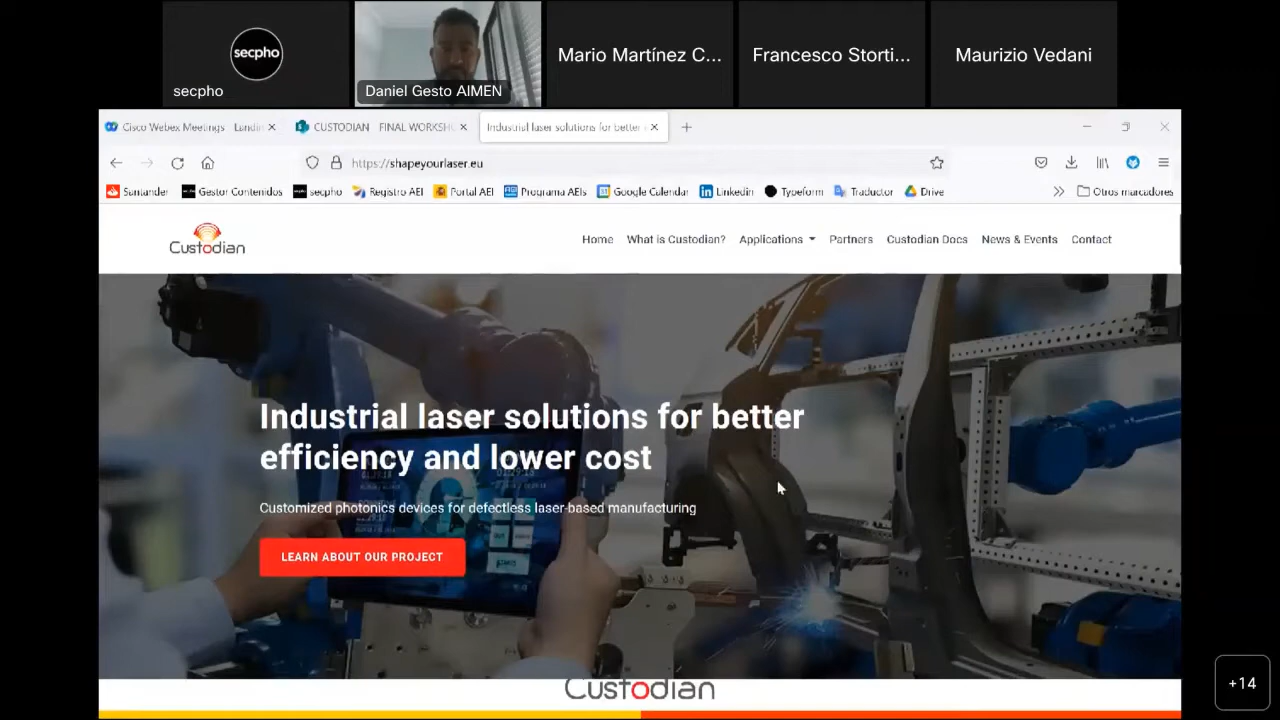 secpho
secpho
Daniel Gesto AIMEN
Mario Martínez C...
Francesco Storti...
Maurizio Vedani
Cisco Webex Meetings Landin
CUSTODIAN FINAL WORKSH
Industrial laser solutions for better
https://shapeyourlaser.eu
Santander
Gestor Contenidos
secpho
Registro AEI
Portal AEI
Programa AEIs
Google Calendar
Linkedin
Typeform
Traductor
Drive
Otros marcadores
Custodian
Home
What is Custodian?
Applications
Partners
Custodian Docs
News & Events
Contact
Industrial laser solutions for better
efficiency and lower cost
Customized photonics devices for defectless laser-based manufacturing
LEARN ABOUT OUR PROJECT
Custodian
+14